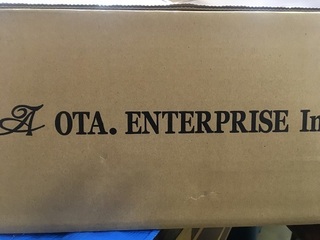 A OTA. ENTERPRISE In